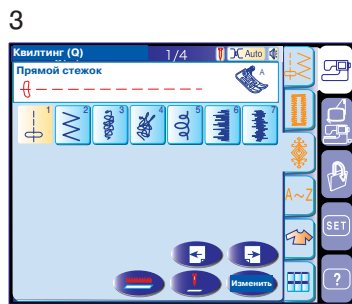 3
Квилтинг (Q) 1/4 Auto
Прямой стежок A
1 2 3 4 5 6 7
A~Z
SET
?
Изменить